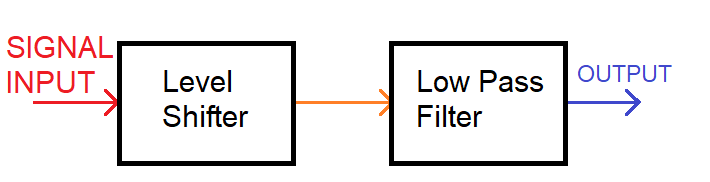 SIGNAL
INPUT
Level
Shifter
Low Pass
Filter
OUTPUT